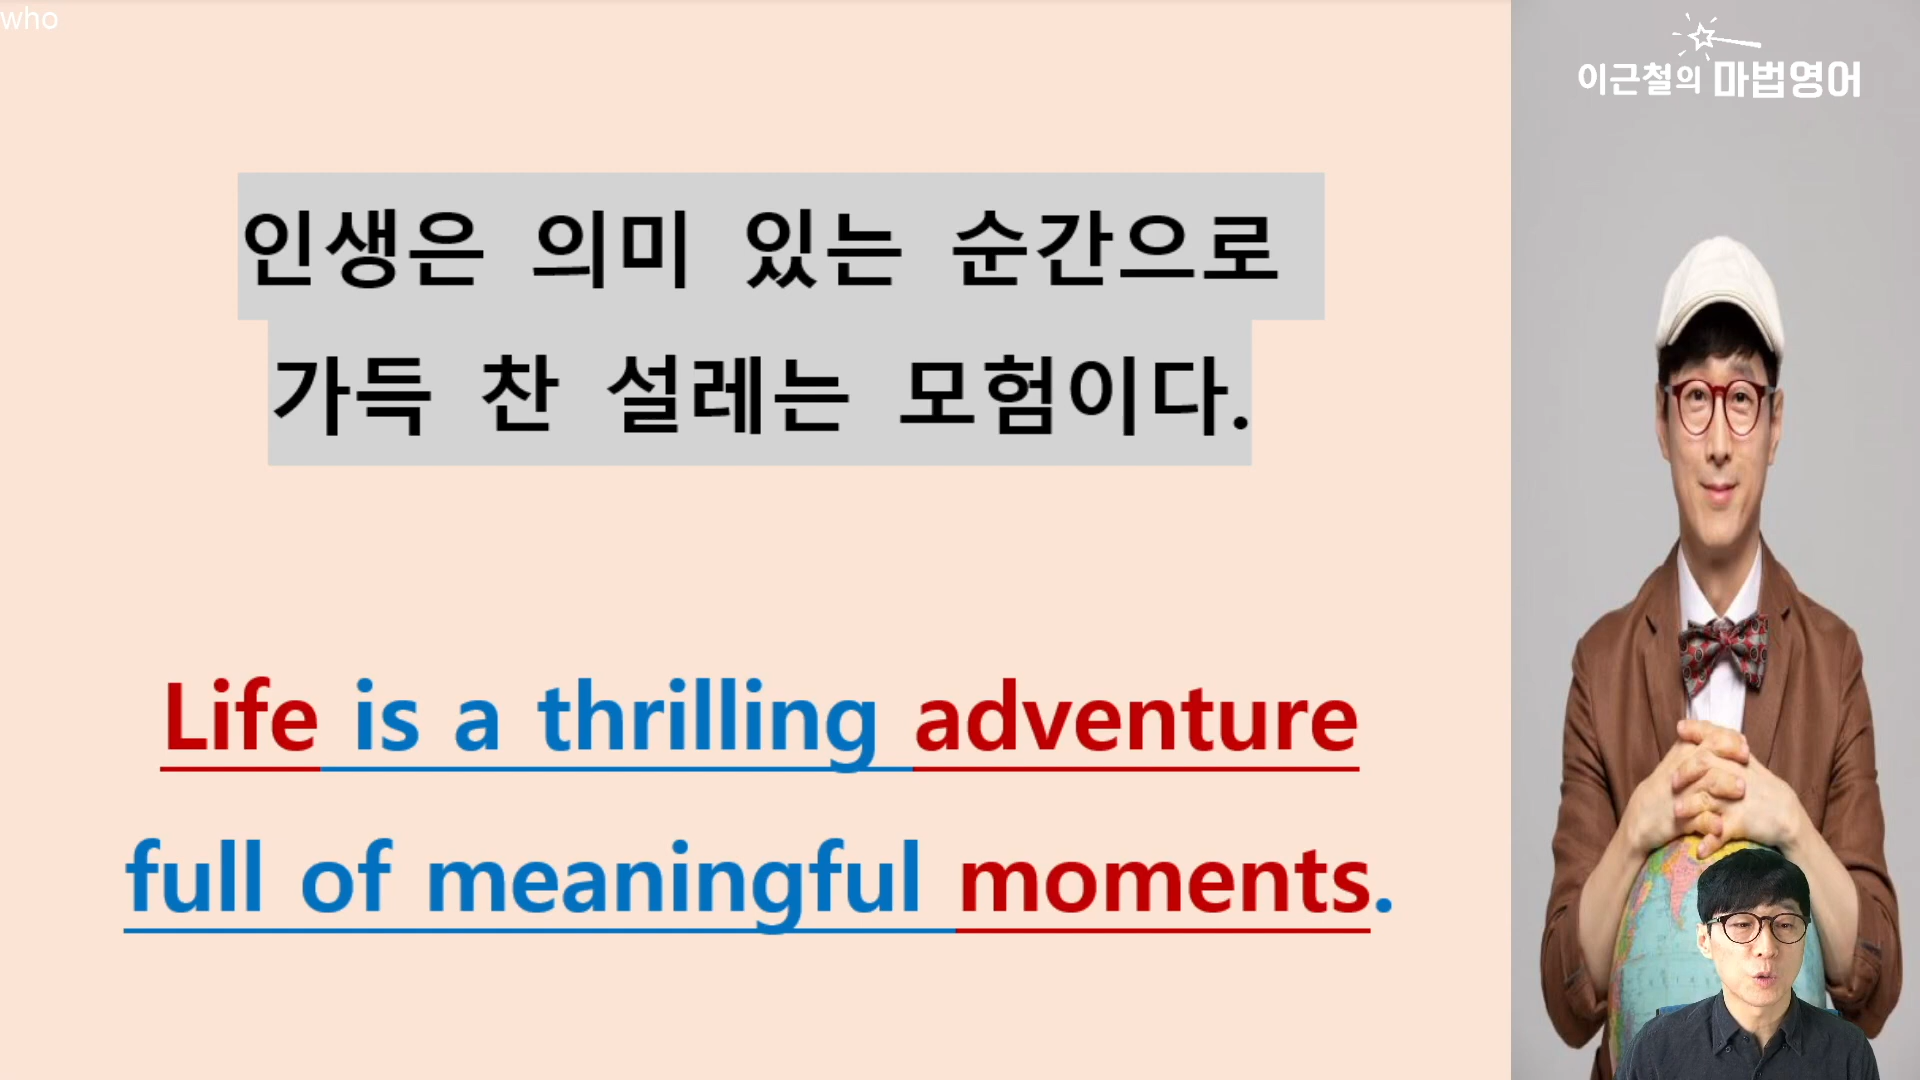 who
이근철의 마법영어
인생은 의미 있는 순간으로
가득 찬 설레는 모험이다.
Life is a thrilling adventure
full of meaningful moments.